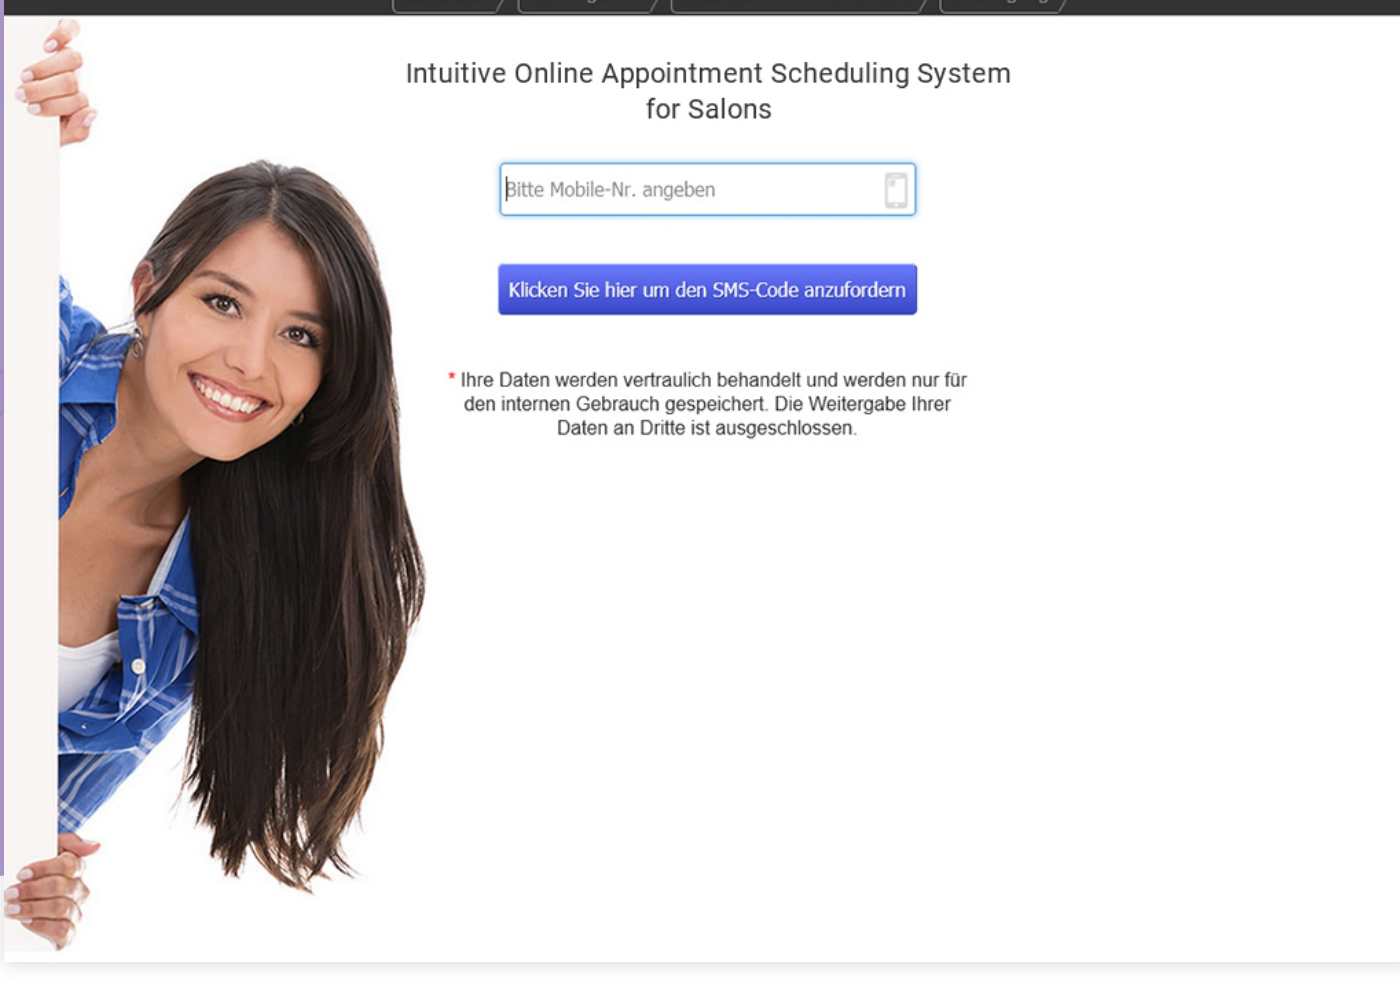 Intuitive Online Appointment Scheduling System
for Salons
Bitte Mobile-Nr. angeben
Klicken Sie hier um den SMS-Code anzufordern
* Ihre Daten werden vertraulich behandelt und werden nur für
den internen Gebrauch gespeichert. Die Weitergabe Ihrer
Daten an Dritte ist ausgeschlossen.